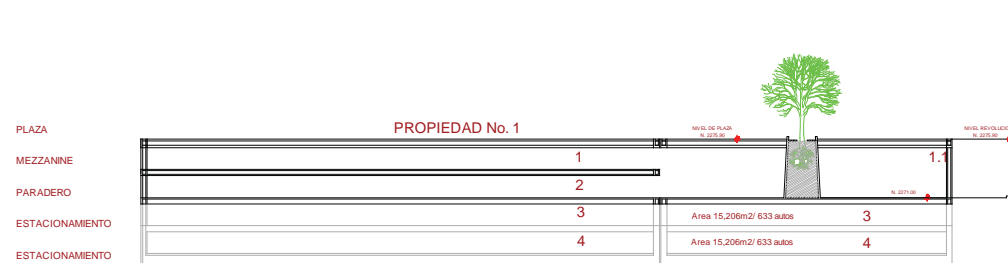 PROPIEDAD No. 1
PLAZA
NIVEL DE PLAZA
N. 2275.90
NIVEL REVOLUCIO
N. 2275.90
MEZZANINE
1
1.1
PARADERO
2
N. 2271.00
ESTACIONAMIENTO
3
Area 15,206m2/ 633 autos
3
ESTACIONAMIENTO
4
Area 15,206m2/ 633 autos
4